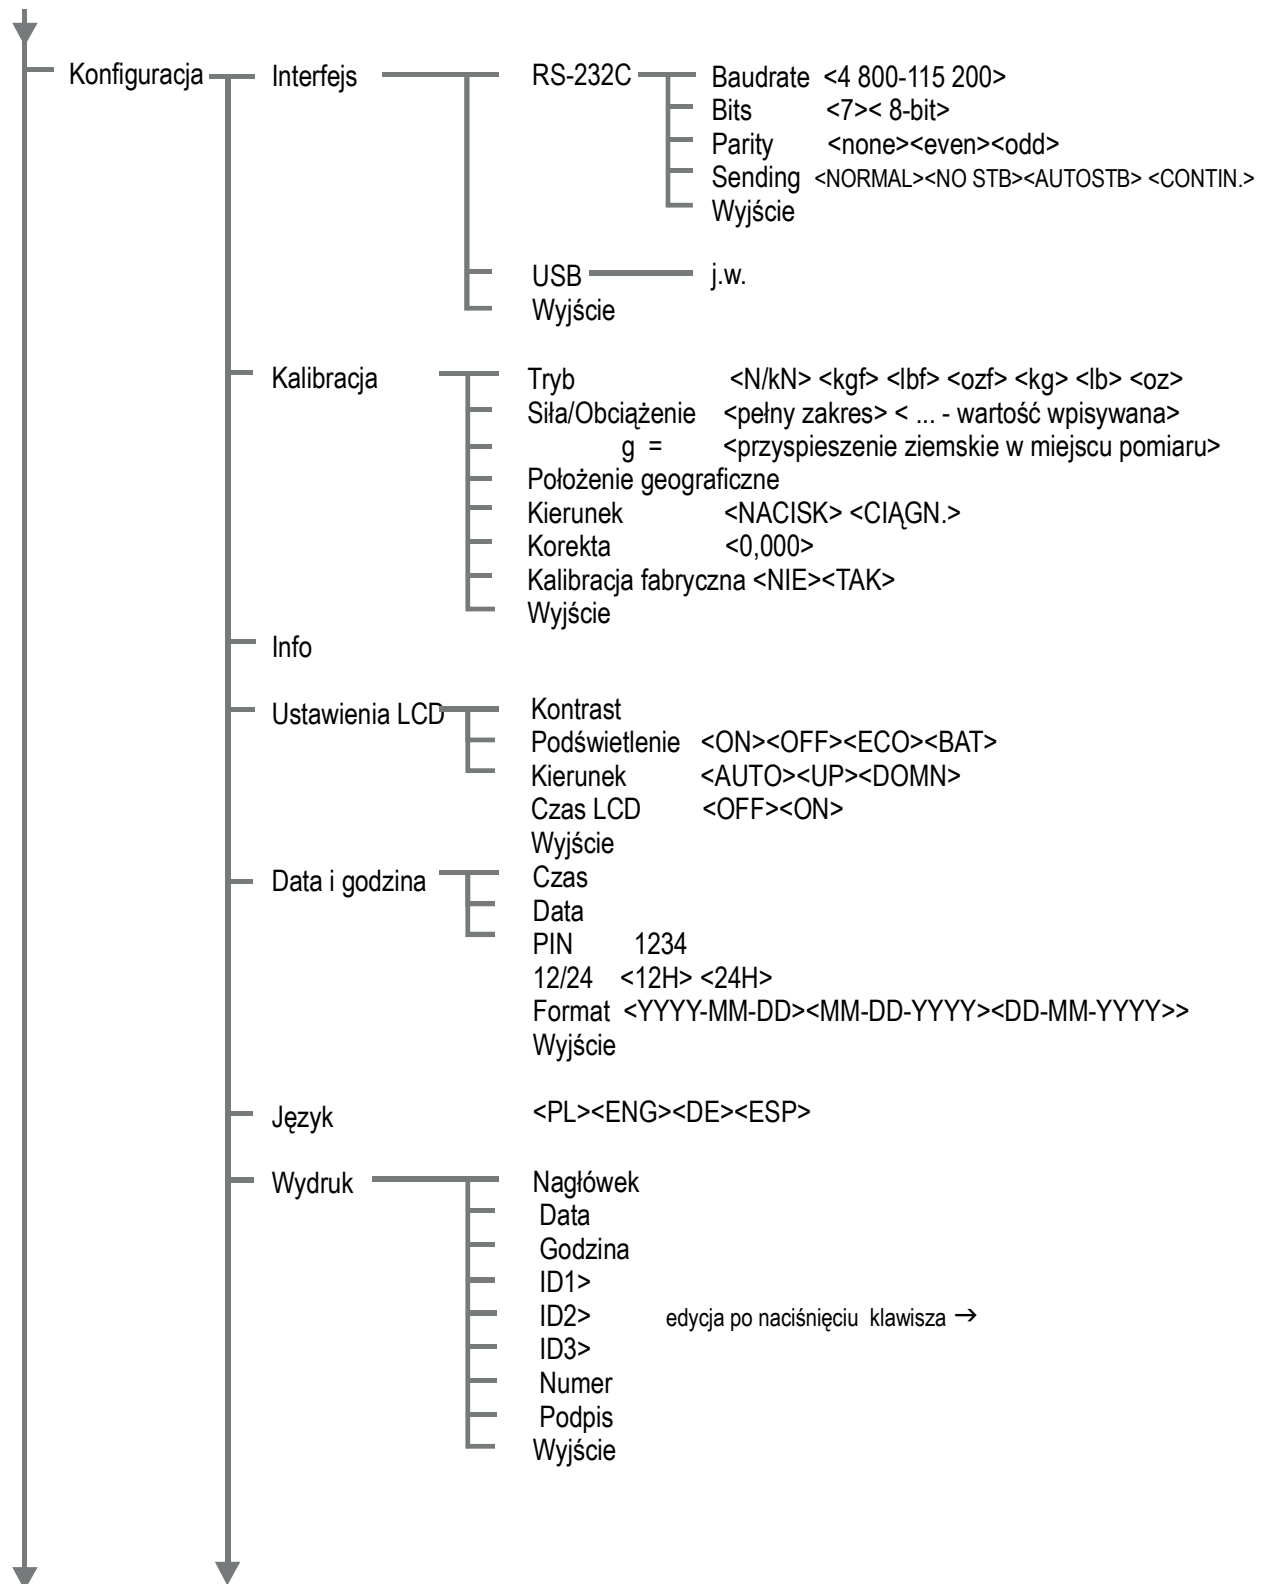 Konfiguracja Interfejs RS-232C Baudrate <4 800-115 200>
Bits <7>< 8-bit>
Parity <none><even><odd>
Sending <NORMAL><NO STB><AUTOSTB> <CONTIN.>
Wyjście
USB j.w.
Wyjście
Kalibracja Tryb <N/kN> <kgf> <lbf> <ozf> <kg> <lb> <oz>
Siła/Obciążenie <pełny zakres> < ... - wartość wpisywana>
g = <przyspieszenie ziemskie w miejscu pomiaru>
Położenie geograficzne
Kierunek <NACISK> <CIĄGN.>
Korekta <0,000>
Kalibracja fabryczna <NIE><TAK>
Wyjście
Info
Ustawienia LCD Kontrast
Podświetlenie <ON><OFF><ECO><BAT>
Kierunek <AUTO><UP><DOMN>
Czas LCD <OFF><ON>
Wyjście
Data i godzina Czas
Data
PIN 1234
12/24 <12H> <24H>
Format <YYYY-MM-DD><MM-DD-YYYY><DD-MM-YYYY>>
Wyjście
Język <PL><ENG><DE><ESP>
Wydruk Nagłówek
Data
Godzina
ID1>
ID2> edycja po naciśnięciu klawisza →
ID3>
Numer
Podpis
Wyjście